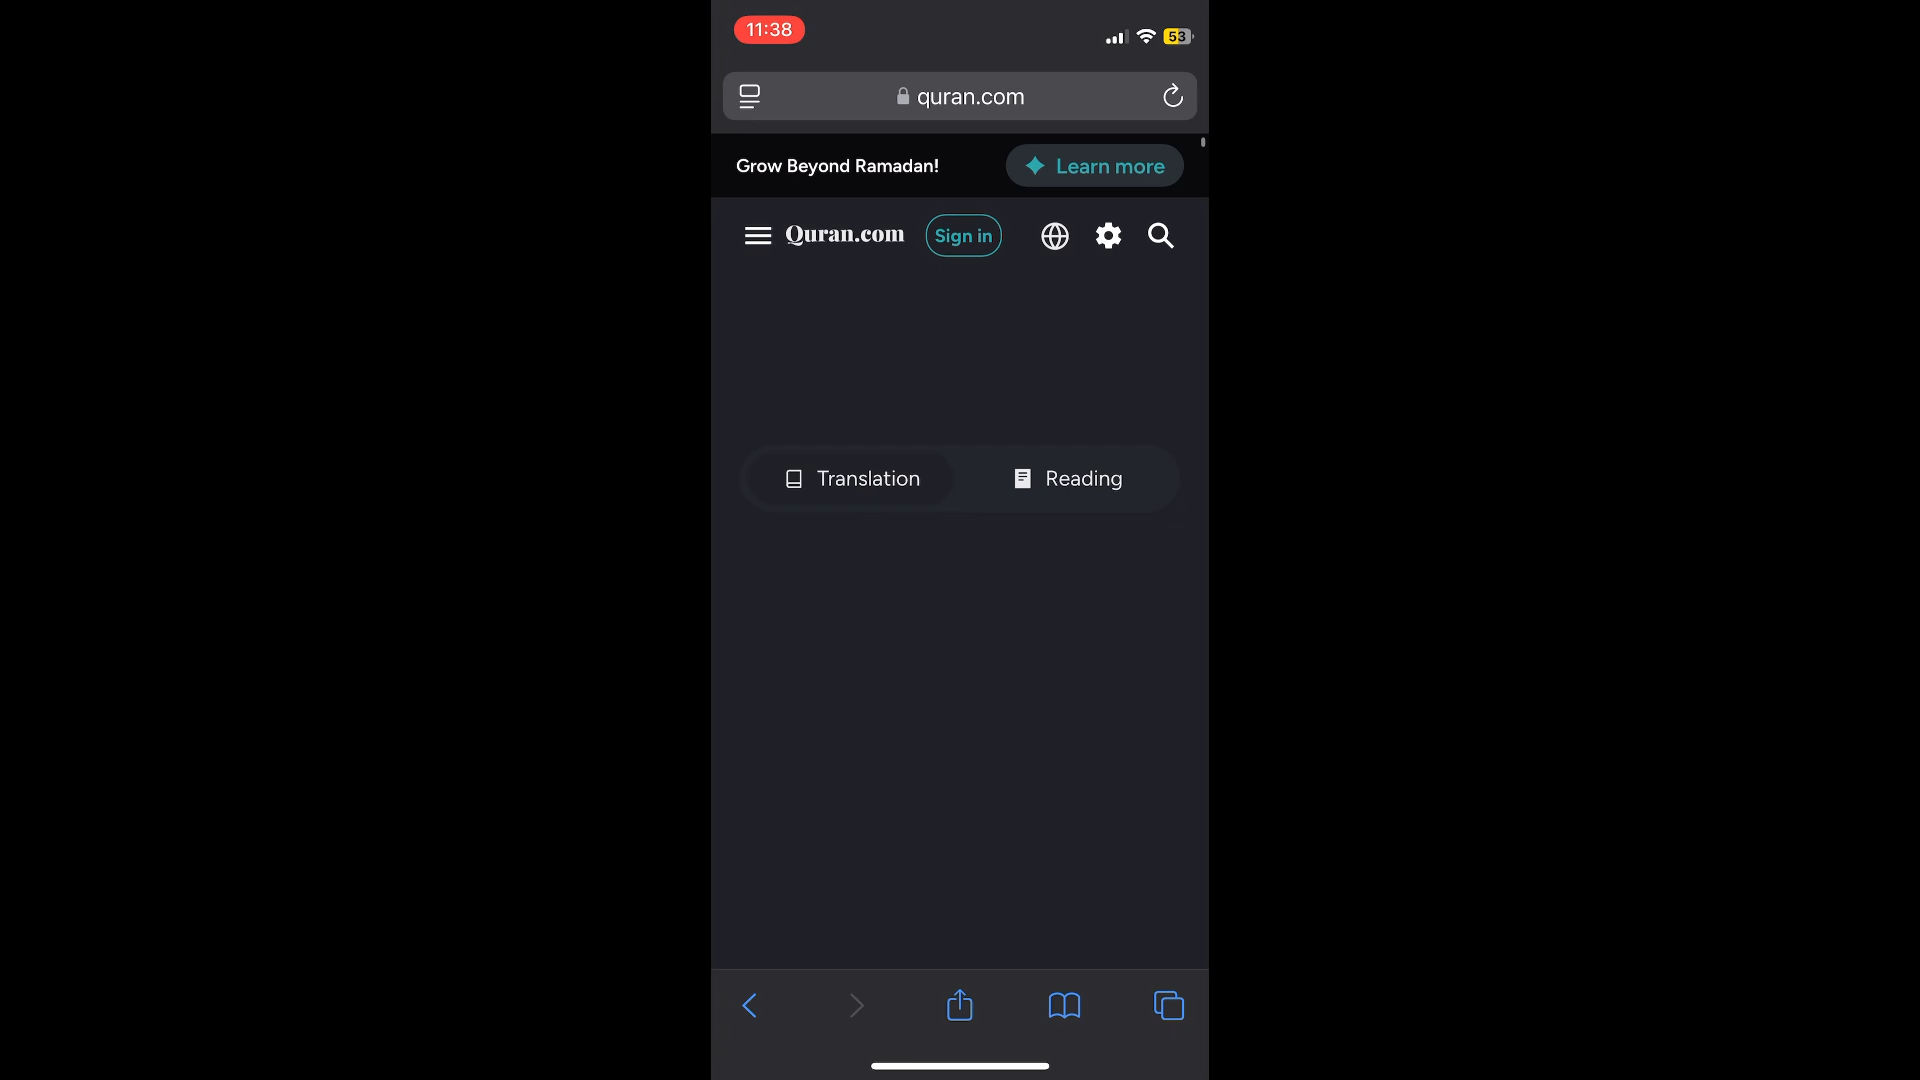 11:38
53
quran.com
Grow Beyond Ramadan!
Learn more
Quran.com
Sign in
Translation
Reading